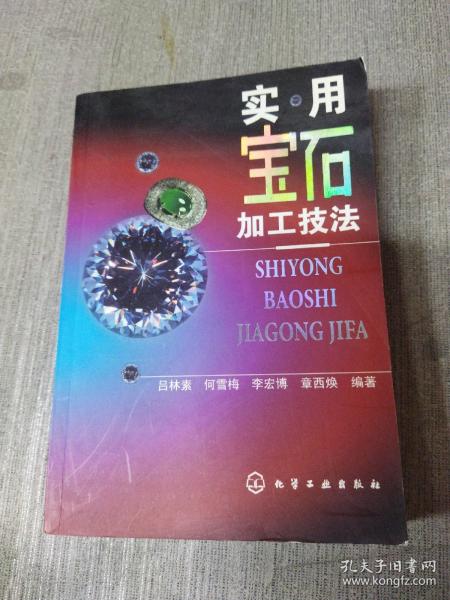 实·用
宝石
加工技法
SHIYONG
BAOSHI
JIAGONG JIFA
吕林素 何雪梅 李宏博 章西焕 编著
化学工业出版社
孔夫子旧书网
www.kongfz.com